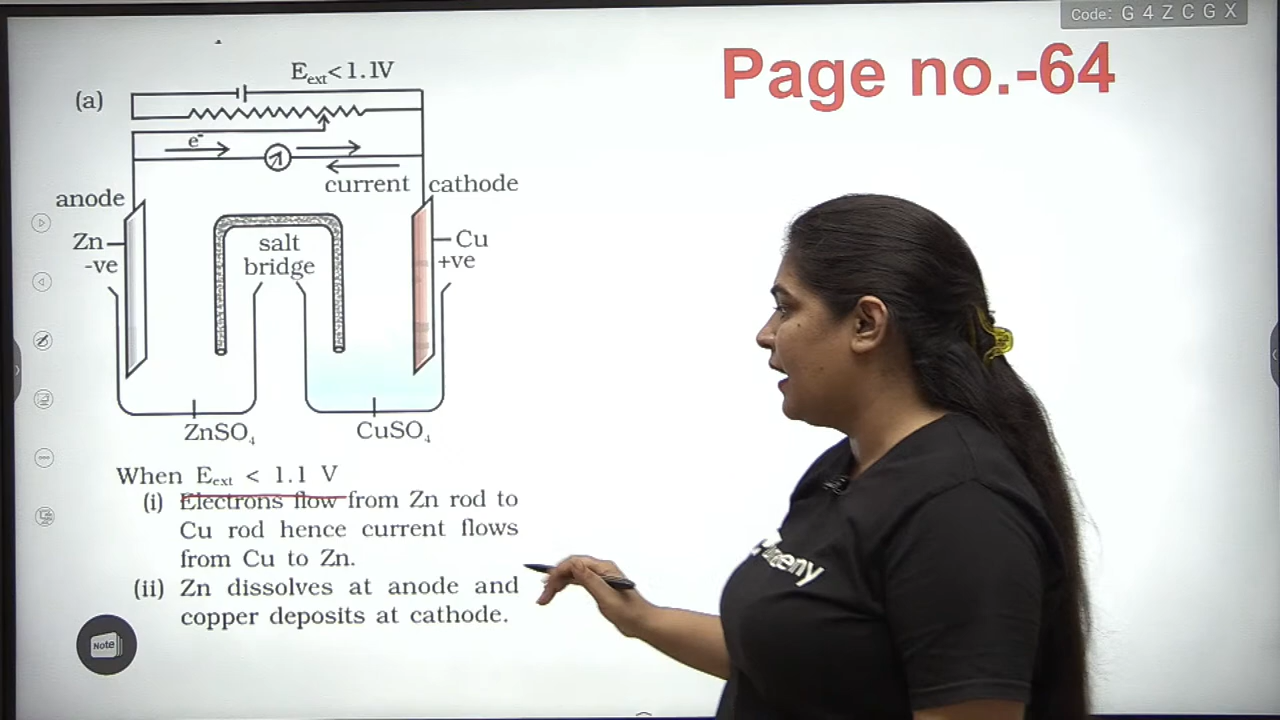 Code: G 4 Z C G X
Page no.-64
E ext < 1.1V
(a)
e⁻
current
anode
cathode
Zn
-ve
salt
bridge
Cu
+ve
ZnSO₄
CuSO₄
When E ext < 1.1 V
(i) Electrons flow from Zn rod to
Cu rod hence current flows
from Cu to Zn.
(ii) Zn dissolves at anode and
copper deposits at cathode.
Note